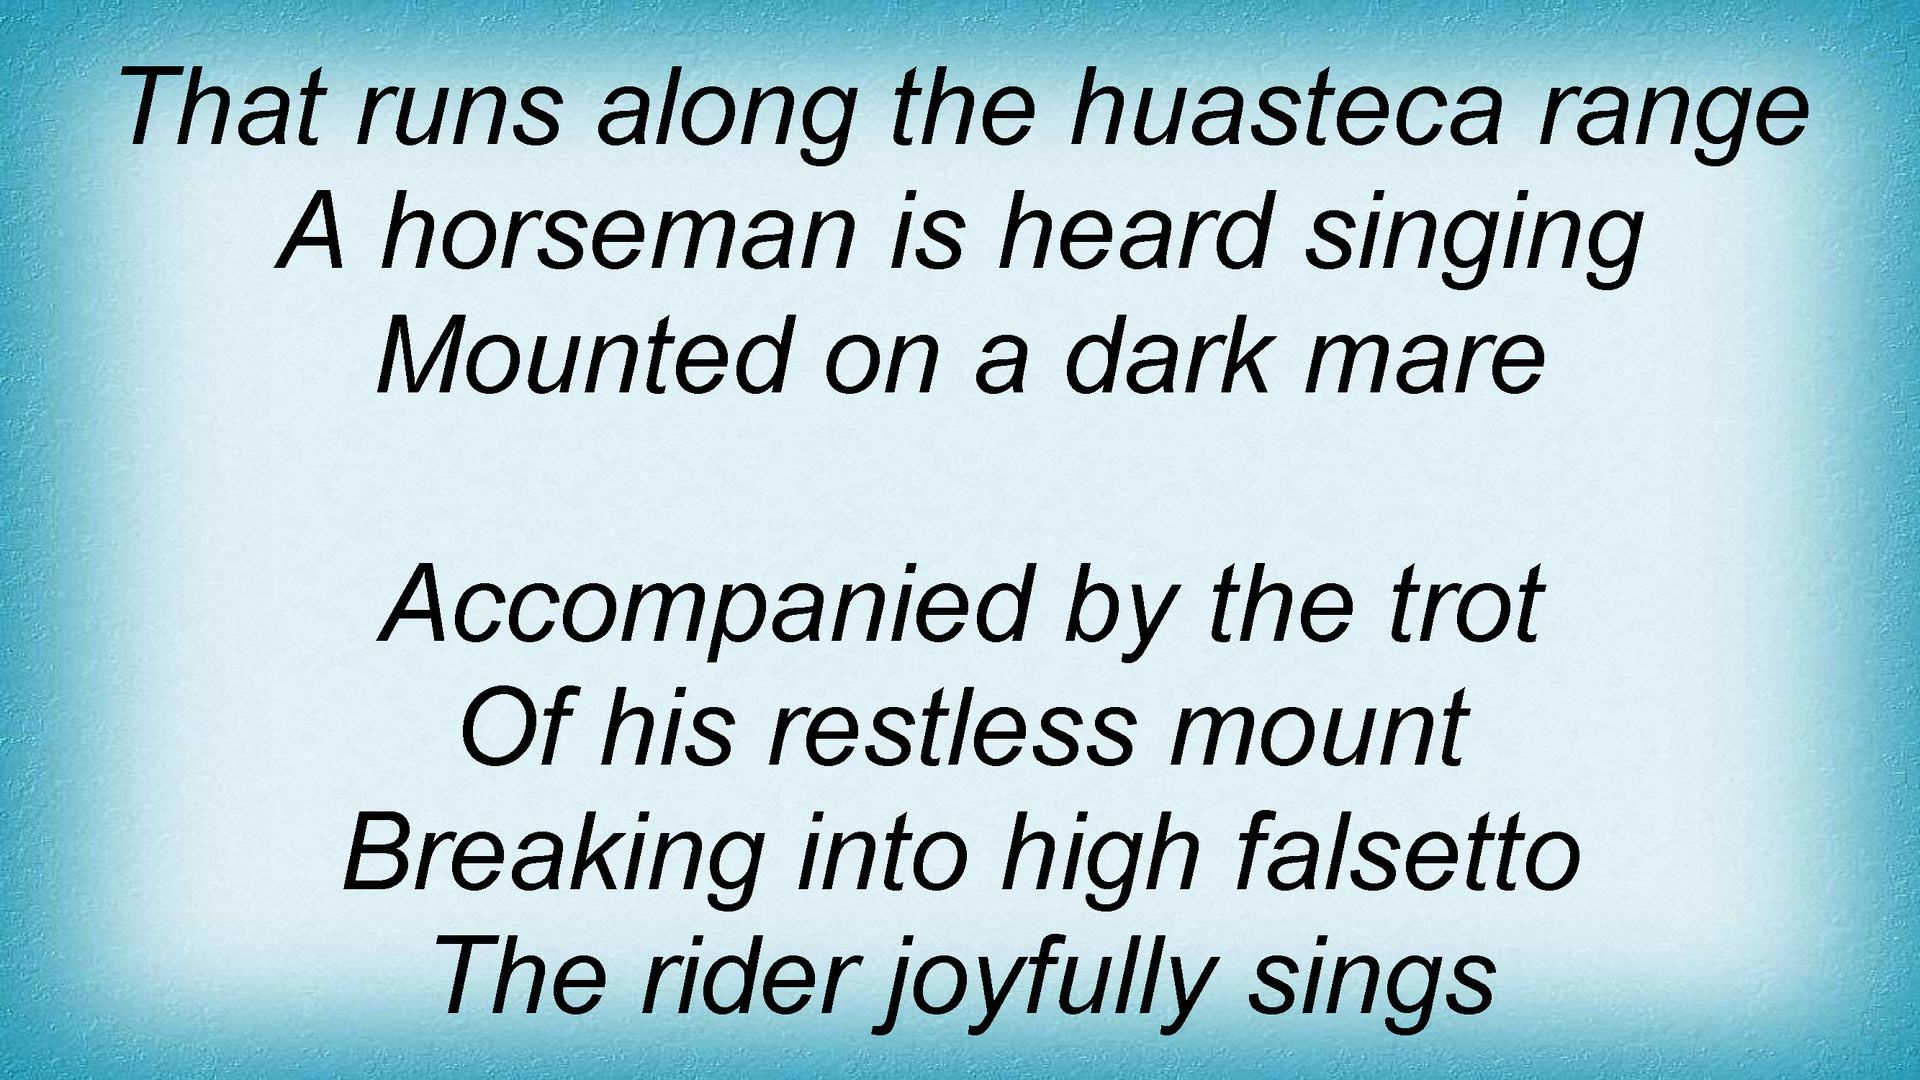 That runs along the huasteca range
A horseman is heard singing
Mounted on a dark mare
Accompanied by the trot
Of his restless mount
Breaking into high falsetto
The rider joyfully sings